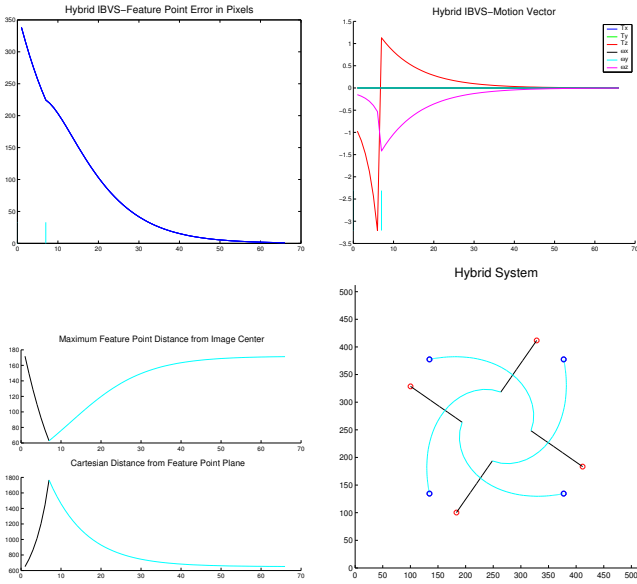 Hybrid IBVS−Feature Point Error in Pixels
350
300
250
200
150
100
50
0
0 10 20 30 40 50 60 70
Hybrid IBVS−Motion Vector
1.5
1
0.5
0
−0.5
−1
−1.5
−2
−2.5
−3
−3.5
0 10 20 30 40 50 60 70
Tx
Ty
Tz
ωx
ωy
ωz
Maximum Feature Point Distance from Image Center
180
160
140
120
100
80
60
0 10 20 30 40 50 60 70
Cartesian Distance from Feature Point Plane
1800
1600
1400
1200
1000
800
600
0 10 20 30 40 50 60 70
Hybrid System
500
450
400
350
300
250
200
150
100
50
0
0 50 100 150 200 250 300 350 400 450 500